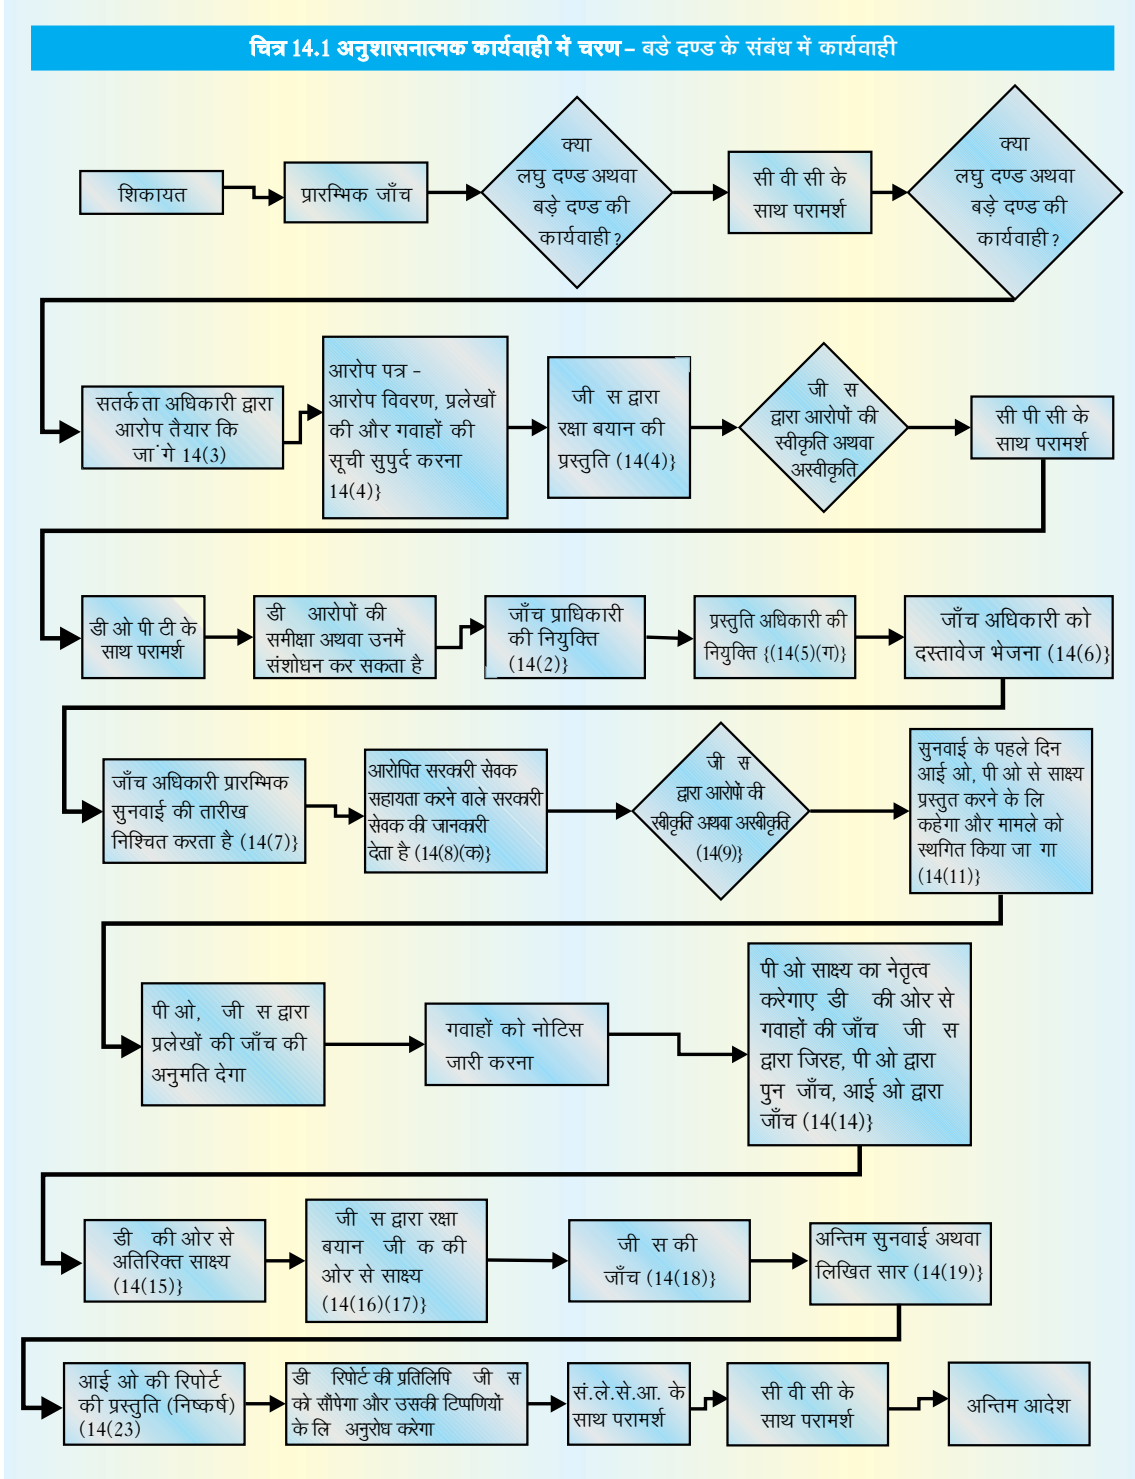 चित्र 14.1 अनुशासनात्मक कार्यवाही में चरण – बडे दण्ड के संबंध में कार्यवाही
शिकायत
प्रारम्भिक जाँच
क्या
लघु दण्ड अथवा
बड़े दण्ड की
कार्यवाही ?
सी वी सी के
साथ परामर्श
क्या
लघु दण्ड अथवा
बड़े दण्ड की
कार्यवाही ?
सतर्कता अधिकारी द्वारा
आरोप तैयार कि
जा ंगे 14(3)
आरोप पत्र –
आरोप विवरण, प्रलेखों
की और गवाहों की
सूची सुपुर्द करना
14(4)}
जी स द्वारा
रक्षा बयान की
प्रस्तुति (14(4)}
जी स
द्वारा आरोपों की
स्वीकृति अथवा
अस्वीकृति
सी पी सी के
साथ परामर्श
डी ओ पी टी के
साथ परामर्श
डी आरोपों की
समीक्षा अथवा उनमें
संशोधन कर सकता है
जाँच प्राधिकारी
की नियुक्ति
(14(2)}
प्रस्तुति अधिकारी की
नियुक्ति {(14(5)(ग)}
जाँच अधिकारी को
दस्तावेज भेजना (14(6)}
जाँच अधिकारी प्रारम्भिक
सुनवाई की तारीख
निश्चित करता है (14(7)}
आरोपित सरकारी सेवक
सहायता करने वाले सरकारी
सेवक की जानकारी
देता है (14(8)(क)}
जी स
द्वारा आरोपों की
स्वीकृति अथवा अस्वीकृति
(14(9)}
सुनवाई के पहले दिन
आई ओ, पी ओ से साक्ष्य
प्रस्तुत करने के लि
कहेगा और मामले को
स्थगित किया जा गा
(14(11)}
पी ओ, जी स द्वारा
प्रलेखों की जाँच की
अनुमति देगा
गवाहों को नोटिस
जारी करना
पी ओ साक्ष्य का नेतृत्व
करेगाए डी की ओर से
गवाहों की जाँच जी स
द्वारा जिरह, पी ओ द्वारा
पुन जाँच, आई ओ द्वारा
जाँच (14(14)}
डी की ओर से
अतिरिक्त साक्ष्य
(14(15)}
जी स द्वारा रक्षा
बयान जी क की
ओर से साक्ष्य
(14(16)(17)}
जी स की
जाँच (14(18)}
अन्तिम सुनवाई अथवा
लिखित सार (14(19)}
आई ओ की रिपोर्ट
की प्रस्तुति (निष्कर्ष)
(14(23)
डी रिपोर्ट की प्रतिलिपि जी स
को सौंपेगा और उसकी टिप्पणियों
के लि अनुरोध करेगा
सं.ले.से.आ. के
साथ परामर्श
सी वी सी के
साथ परामर्श
अन्तिम आदेश